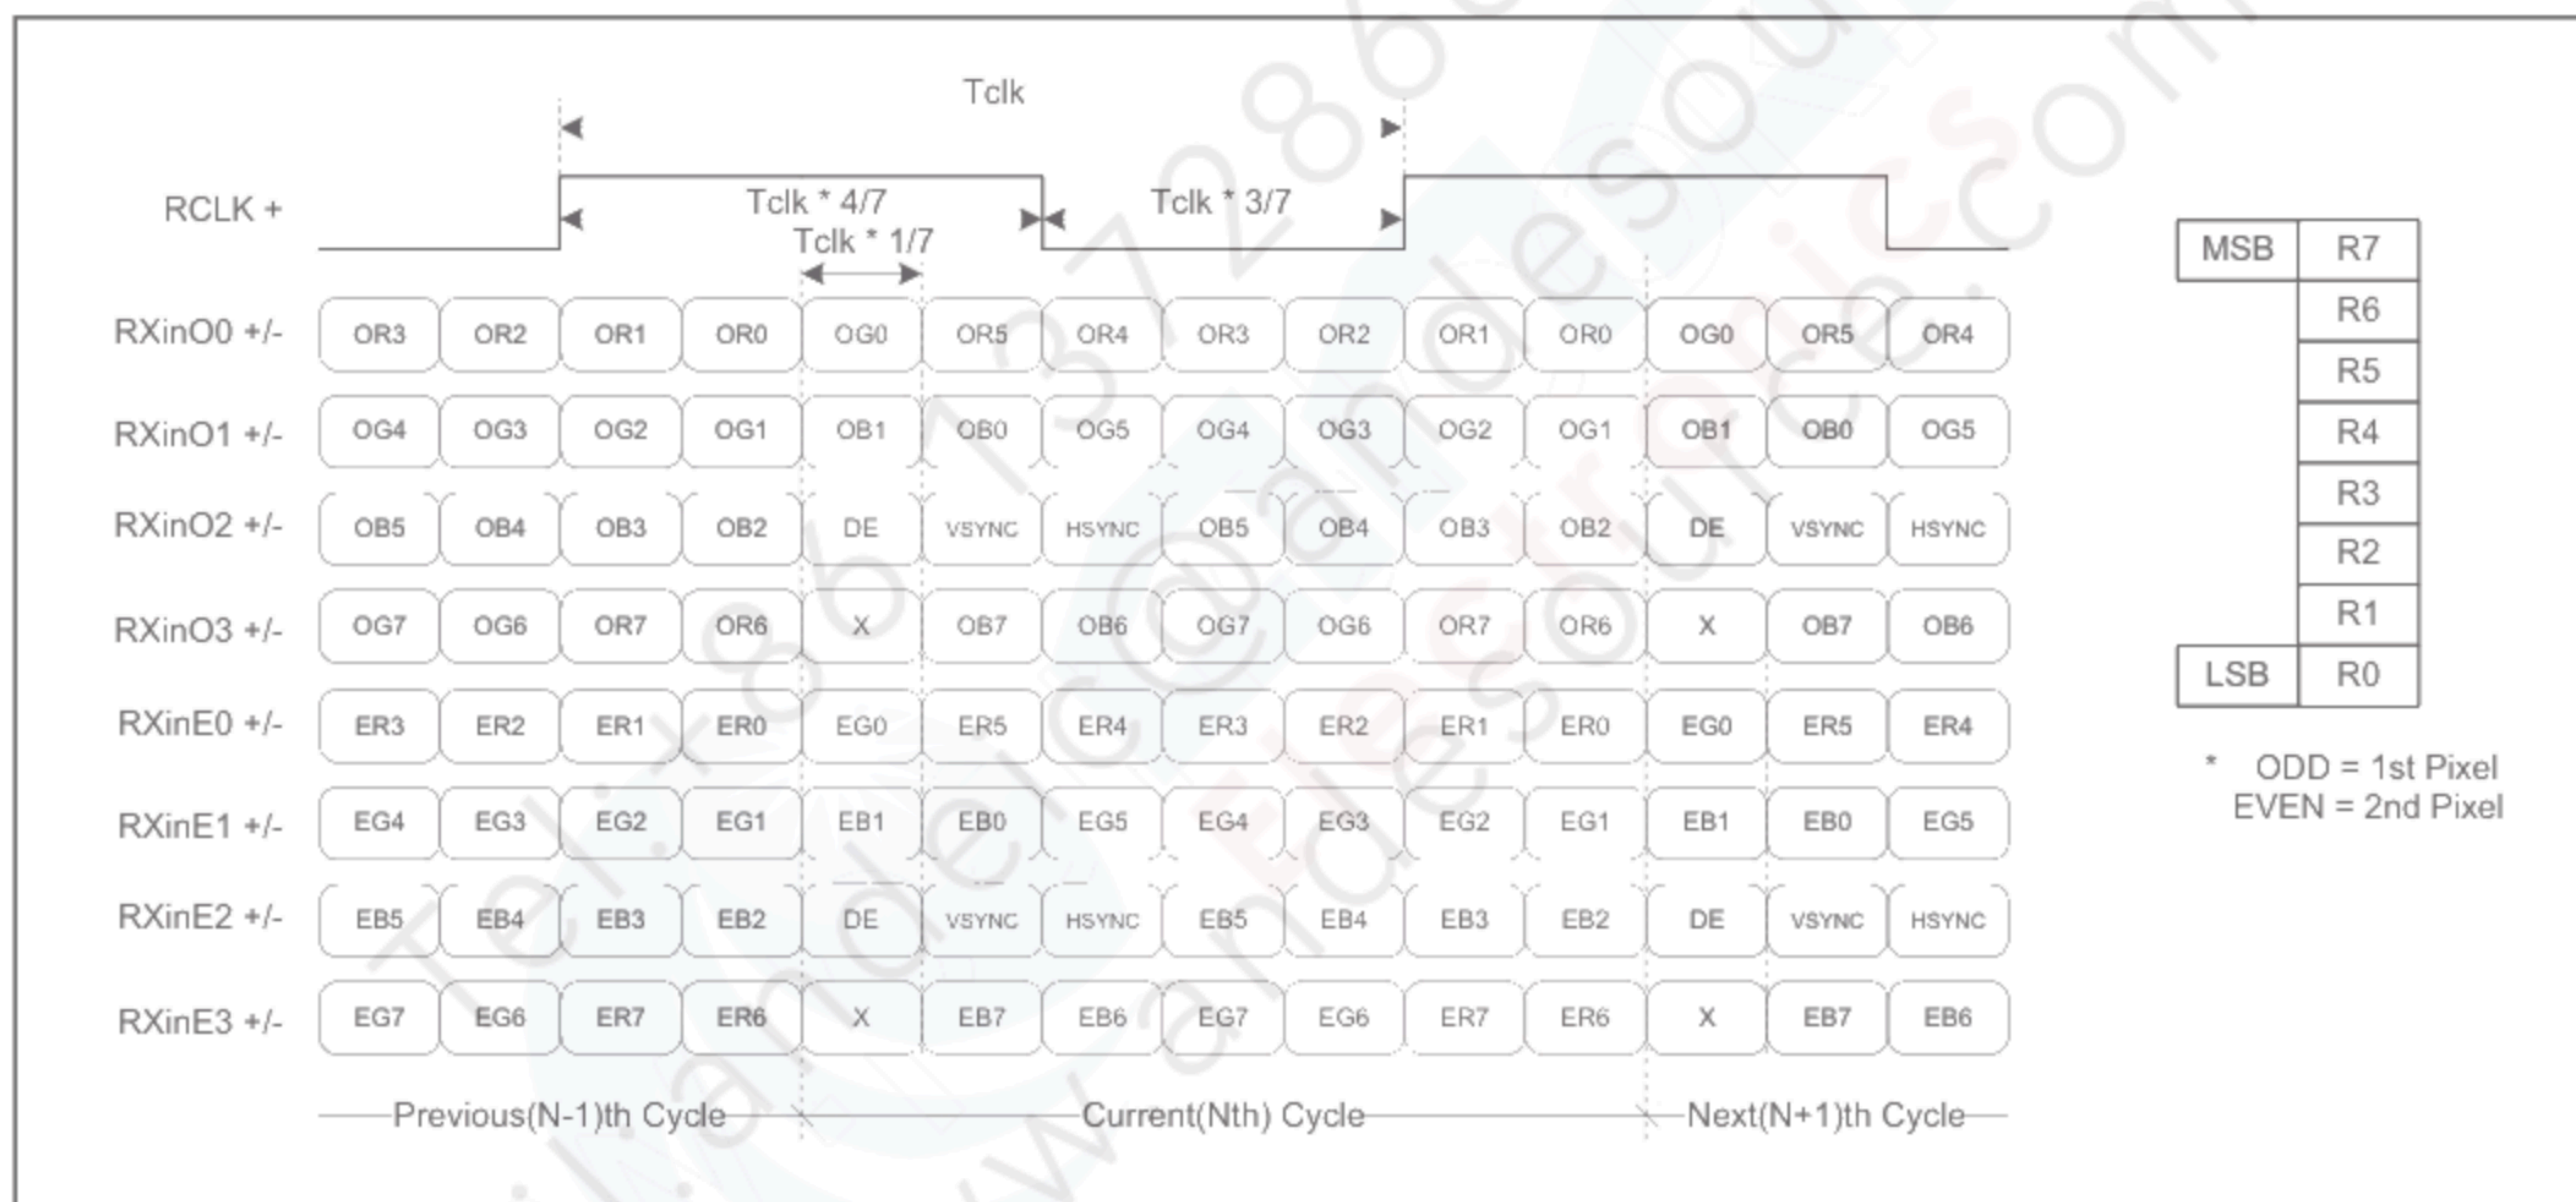 Tclk
RCLK +
Tclk * 4/7
Tclk * 3/7
Tclk * 1/7
RXinO0 +/- OR3 OR2 OR1 OR0 OG0 OR5 OR4 OR3 OR2 OR1 OR0 OG0 OR5 OR4
RXinO1 +/- OG4 OG3 OG2 OG1 OB1 OB0 OG5 OG4 OG3 OG2 OG1 OB1 OB0 OG5
RXinO2 +/- OB5 OB4 OB3 OB2 DE VSYNC HSYNC OB5 OB4 OB3 OB2 DE VSYNC HSYNC
RXinO3 +/- OG7 OG6 OR7 OR6 X OB7 OB6 OG7 OG6 OR7 OR6 X OB7 OB6
RXinE0 +/- ER3 ER2 ER1 ER0 EG0 ER5 ER4 ER3 ER2 ER1 ER0 EG0 ER5 ER4
RXinE1 +/- EG4 EG3 EG2 EG1 EB1 EB0 EG5 EG4 EG3 EG2 EG1 EB1 EB0 EG5
RXinE2 +/- EB5 EB4 EB3 EB2 DE VSYNC HSYNC EB5 EB4 EB3 EB2 DE VSYNC HSYNC
RXinE3 +/- EG7 EG6 ER7 ER6 X EB7 EB6 EG7 EG6 ER7 ER6 X EB7 EB6
Previous(N-1)th Cycle Current(Nth) Cycle Next(N+1)th Cycle
MSB R7
R6
R5
R4
R3
R2
R1
LSB R0
* ODD = 1st Pixel
EVEN = 2nd Pixel
Electronics